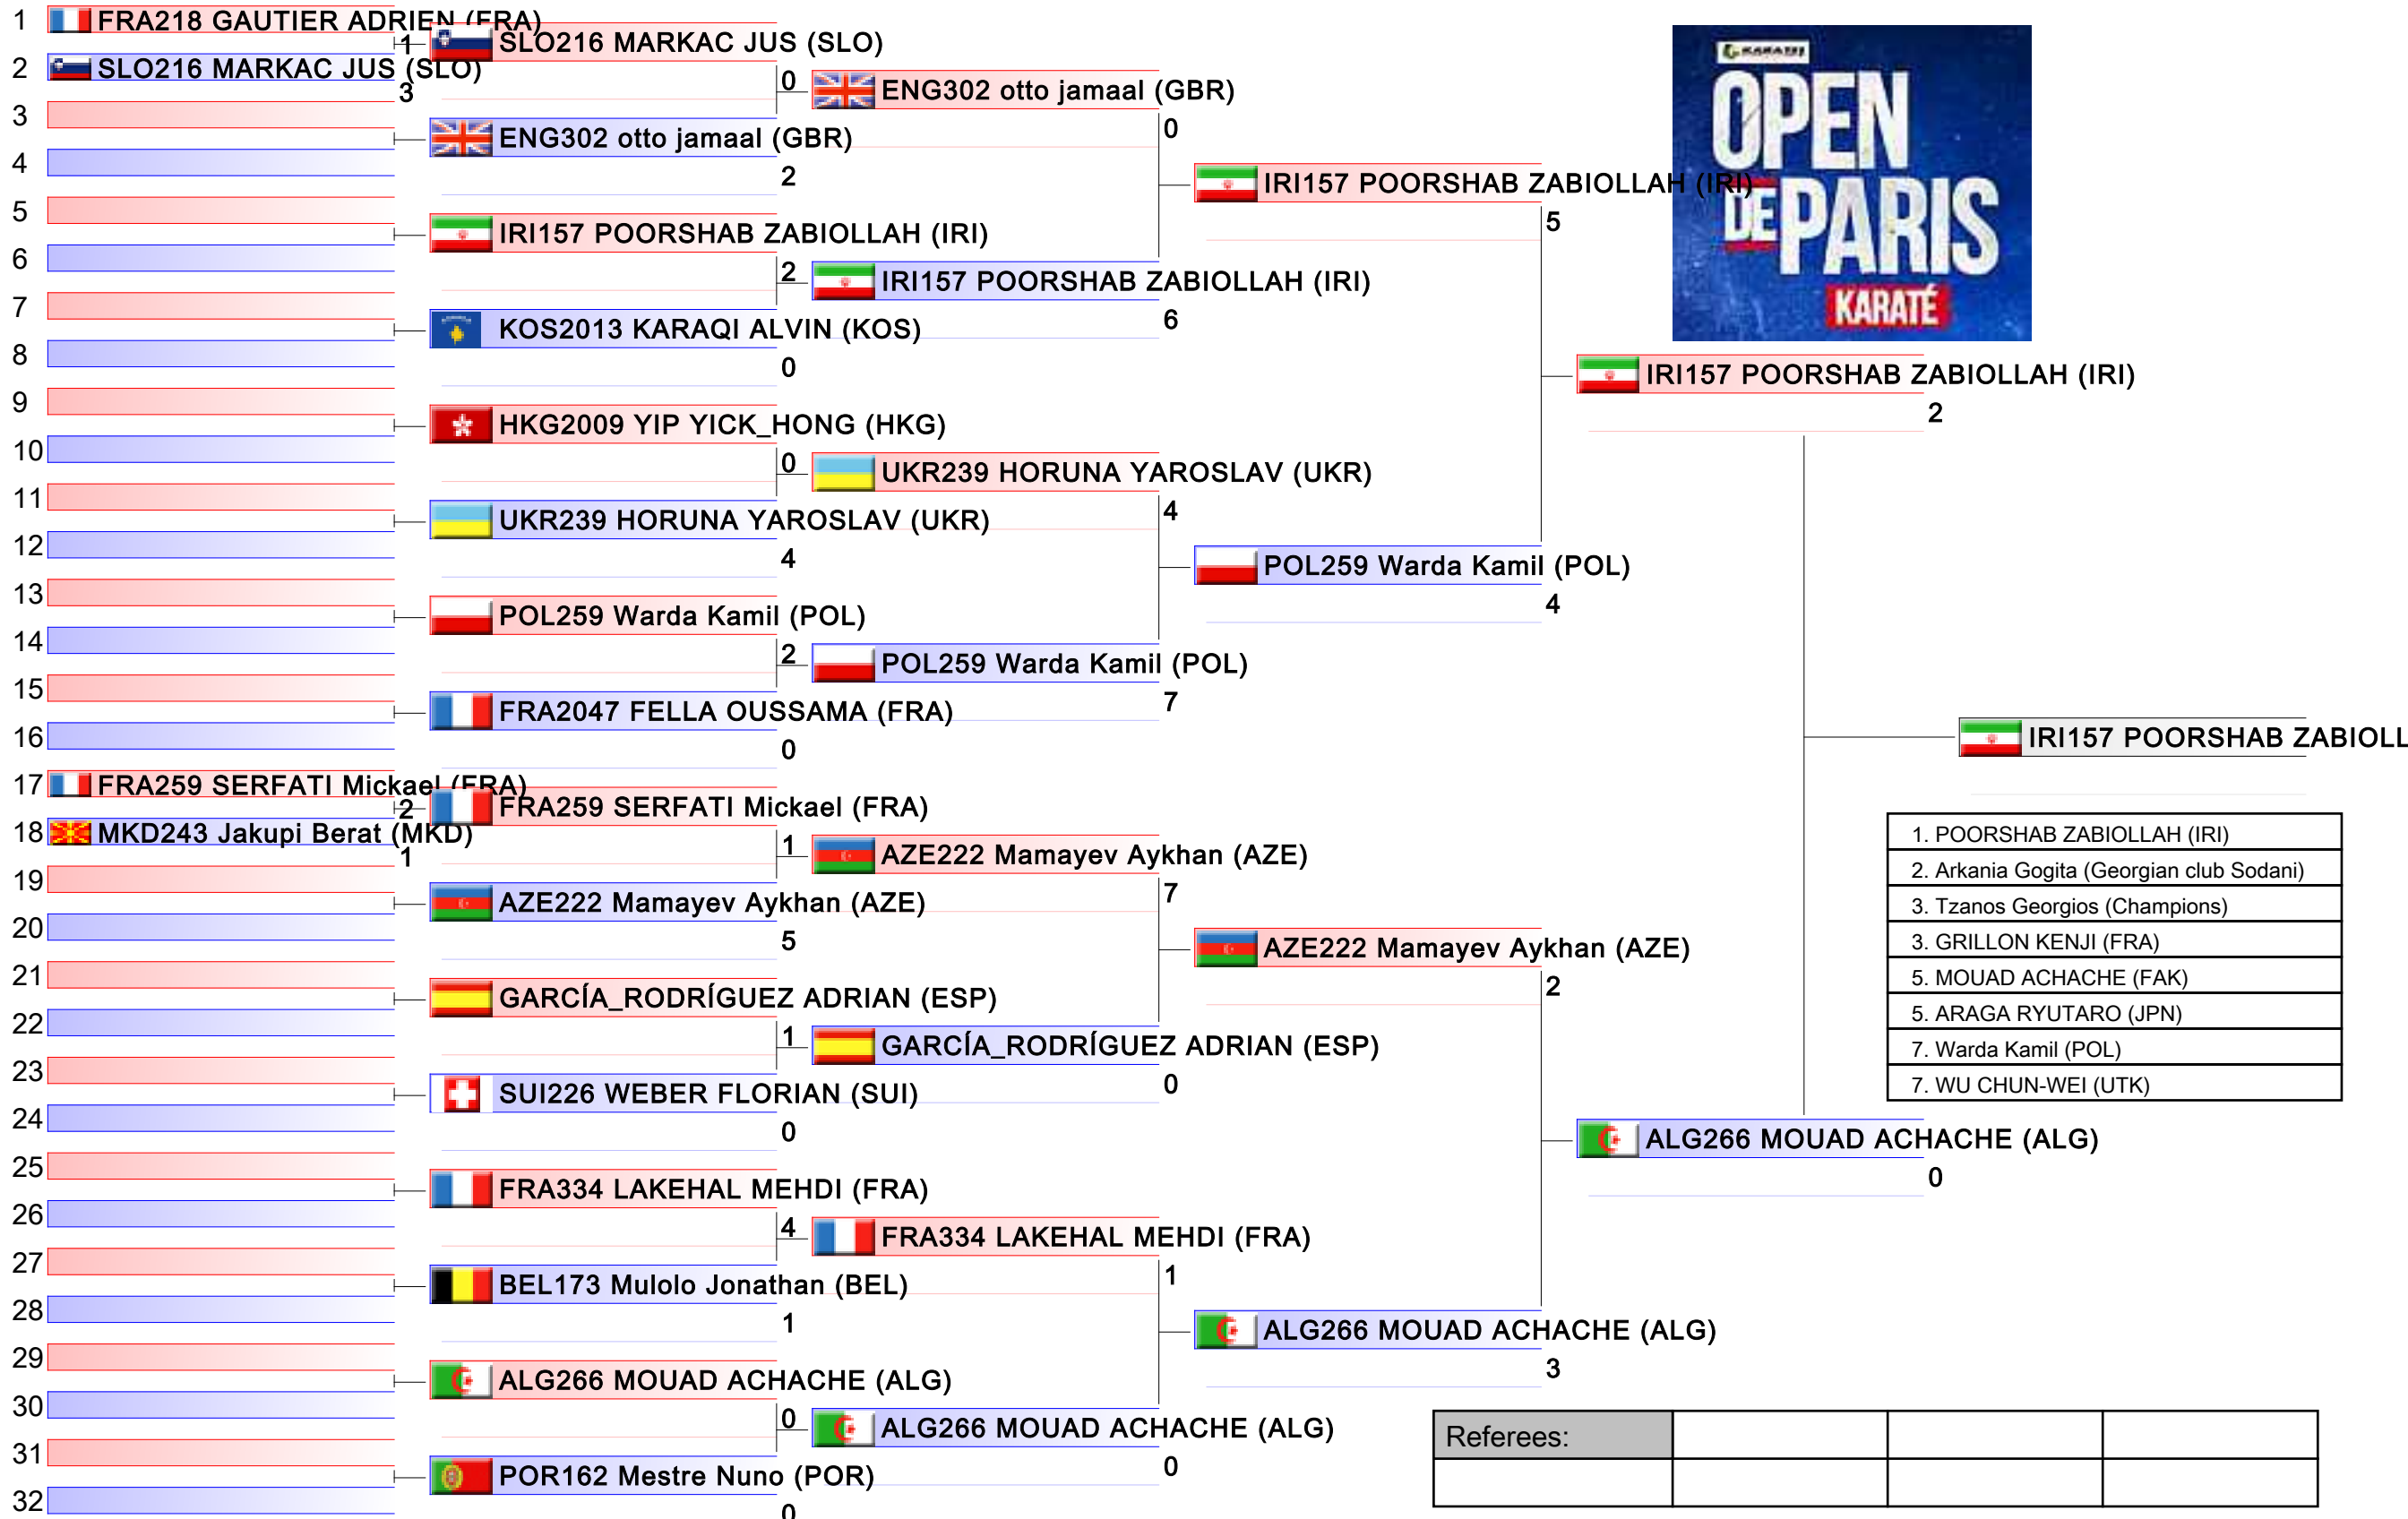 1 FRA218 GAUTIER ADRIEN (FRA)
1
SLO216 MARKAC JUS (SLO)
2 SLO216 MARKAC JUS (SLO)
3
0
ENG302 otto jamaal (GBR)
3
0
ENG302 otto jamaal (GBR)
4
2
IRI157 POORSHAB ZABIOLLAH (IRI)
5
5
IRI157 POORSHAB ZABIOLLAH (IRI)
6
2
IRI157 POORSHAB ZABIOLLAH (IRI)
7
6
KOS2013 KARAQI ALVIN (KOS)
8
0
IRI157 POORSHAB ZABIOLLAH (IRI)
2
9
HKG2009 YIP YICK_HONG (HKG)
10
0
UKR239 HORUNA YAROSLAV (UKR)
11
4
UKR239 HORUNA YAROSLAV (UKR)
12
4
POL259 Warda Kamil (POL)
4
13
POL259 Warda Kamil (POL)
14
2
POL259 Warda Kamil (POL)
15
7
FRA2047 FELLA OUSSAMA (FRA)
16
0
IRI157 POORSHAB ZABIOLL
17 FRA259 SERFATI Mickael (FRA)
2
FRA259 SERFATI Mickael (FRA)
18 MKD243 Jakupi Berat (MKD)
1
1
AZE222 Mamayev Aykhan (AZE)
19
7
AZE222 Mamayev Aykhan (AZE)
20
5
AZE222 Mamayev Aykhan (AZE)
2
21
GARCÍA_RODRÍGUEZ ADRIAN (ESP)
22
1
GARCÍA_RODRÍGUEZ ADRIAN (ESP)
23
0
SUI226 WEBER FLORIAN (SUI)
24
0
ALG266 MOUAD ACHACHE (ALG)
0
25
FRA334 LAKEHAL MEHDI (FRA)
26
4
FRA334 LAKEHAL MEHDI (FRA)
27
1
BEL173 Mulolo Jonathan (BEL)
28
1
ALG266 MOUAD ACHACHE (ALG)
3
29
ALG266 MOUAD ACHACHE (ALG)
30
0
ALG266 MOUAD ACHACHE (ALG)
31
0
POR162 Mestre Nuno (POR)
32
0
OPEN
DE PARIS
KARATÉ
1. POORSHAB ZABIOLLAH (IRI)
2. Arkania Gogita (Georgian club Sodani)
3. Tzanos Georgios (Champions)
3. GRILLON KENJI (FRA)
5. MOUAD ACHACHE (FAK)
5. ARAGA RYUTARO (JPN)
7. Warda Kamil (POL)
7. WU CHUN-WEI (UTK)
Referees: